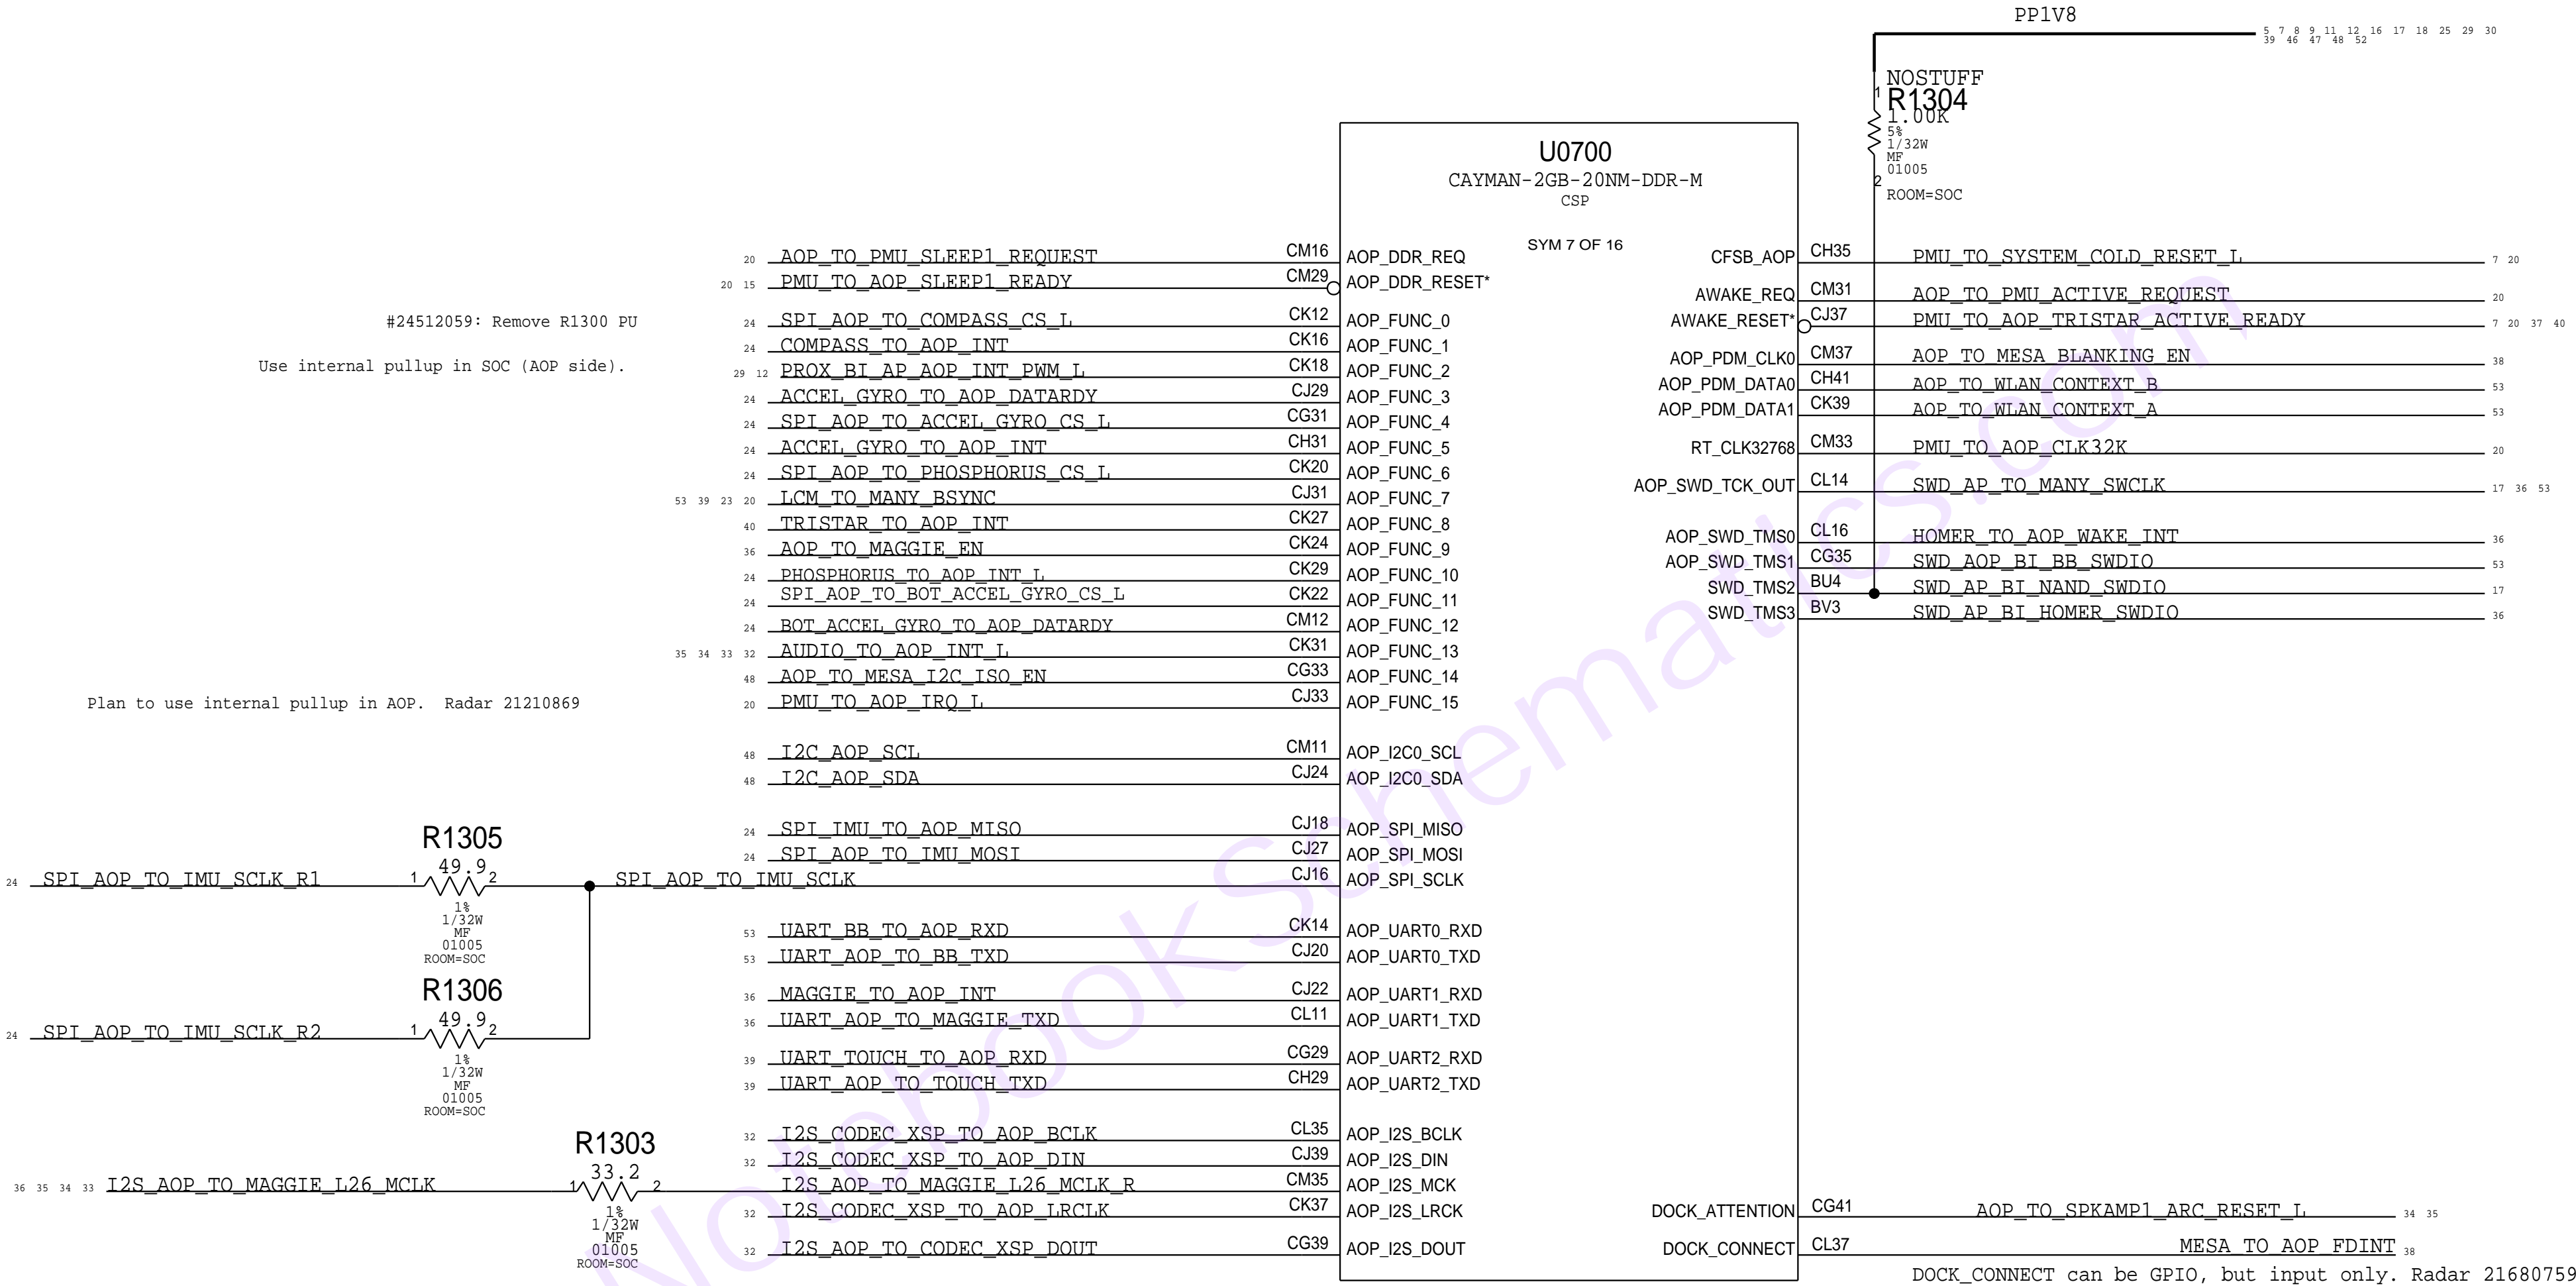 PP1V8
5 7 8 9 11 12 16 17 18 25 29 30
39 46 47 48 52
NOSTUFF
1
R1304
1.00K
5%
1/32W
MF
01005
2
ROOM=SOC
U0700
CAYMAN-2GB-20NM-DDR-M
CSP
SYM 7 OF 16
20 AOP_TO_PMU_SLEEP1_REQUEST CM16 AOP_DDR_REQ
20 15 PMU_TO_AOP_SLEEP1_READY CM29 AOP_DDR_RESET*
#24512059: Remove R1300 PU
Use internal pullup in SOC (AOP side).
24 SPI_AOP_TO_COMPASS_CS_L CK12 AOP_FUNC_0
24 COMPASS_TO_AOP_INT CK16 AOP_FUNC_1
29 12 PROX_BI_AP_AOP_INT_PWM_L CK18 AOP_FUNC_2
24 ACCEL_GYRO_TO_AOP_DATARDY CJ29 AOP_FUNC_3
24 SPI_AOP_TO_ACCEL_GYRO_CS_L CG31 AOP_FUNC_4
24 ACCEL_GYRO_TO_AOP_INT CH31 AOP_FUNC_5
24 SPI_AOP_TO_PHOSPHORUS_CS_L CK20 AOP_FUNC_6
53 39 23 20 LCM_TO_MANY_BSYNC CJ31 AOP_FUNC_7
40 TRISTAR_TO_AOP_INT CK27 AOP_FUNC_8
36 AOP_TO_MAGGIE_EN CK24 AOP_FUNC_9
24 PHOSPHORUS_TO_AOP_INT_L CK29 AOP_FUNC_10
24 SPI_AOP_TO_BOT_ACCEL_GYRO_CS_L CK22 AOP_FUNC_11
24 BOT_ACCEL_GYRO_TO_AOP_DATARDY CM12 AOP_FUNC_12
35 34 33 32 AUDIO_TO_AOP_INT_L CK31 AOP_FUNC_13
48 AOP_TO_MESA_I2C_ISO_EN CG33 AOP_FUNC_14
20 PMU_TO_AOP_IRQ_L CJ33 AOP_FUNC_15
Plan to use internal pullup in AOP. Radar 21210869
48 I2C_AOP_SCL CM11 AOP_I2C0_SCL
48 I2C_AOP_SDA CJ24 AOP_I2C0_SDA
24 SPI_IMU_TO_AOP_MISO CJ18 AOP_SPI_MISO
24 SPI_AOP_TO_IMU_MOSI CJ27 AOP_SPI_MOSI
R1305
49.9
24 SPI_AOP_TO_IMU_SCLK_R1 1 2 SPI_AOP_TO_IMU_SCLK CJ16 AOP_SPI_SCLK
1%
1/32W
MF
01005
ROOM=SOC
53 UART_BB_TO_AOP_RXD CK14 AOP_UART0_RXD
53 UART_AOP_TO_BB_TXD CJ20 AOP_UART0_TXD
R1306
49.9
24 SPI_AOP_TO_IMU_SCLK_R2 1 2
1%
1/32W
MF
01005
ROOM=SOC
36 MAGGIE_TO_AOP_INT CJ22 AOP_UART1_RXD
36 UART_AOP_TO_MAGGIE_TXD CL11 AOP_UART1_TXD
39 UART_TOUCH_TO_AOP_RXD CG29 AOP_UART2_RXD
39 UART_AOP_TO_TOUCH_TXD CH29 AOP_UART2_TXD
32 I2S_CODEC_XSP_TO_AOP_BCLK CL35 AOP_I2S_BCLK
32 I2S_CODEC_XSP_TO_AOP_DIN CJ39 AOP_I2S_DIN
R1303
33.2
36 35 34 33 I2S_AOP_TO_MAGGIE_L26_MCLK 1 2 I2S_AOP_TO_MAGGIE_L26_MCLK_R CM35 AOP_I2S_MCK
1%
1/32W
MF
01005
ROOM=SOC
32 I2S_CODEC_XSP_TO_AOP_LRCLK CK37 AOP_I2S_LRCK
32 I2S_AOP_TO_CODEC_XSP_DOUT CG39 AOP_I2S_DOUT
CFSB_AOP CH35 PMU_TO_SYSTEM_COLD_RESET_L 7 20
AWAKE_REQ CM31 AOP_TO_PMU_ACTIVE_REQUEST 20
AWAKE_RESET* CJ37 PMU_TO_AOP_TRISTAR_ACTIVE_READY 7 20 37 40
AOP_PDM_CLK0 CM37 AOP_TO_MESA_BLANKING_EN 38
AOP_PDM_DATA0 CH41 AOP_TO_WLAN_CONTEXT_B 53
AOP_PDM_DATA1 CK39 AOP_TO_WLAN_CONTEXT_A 53
RT_CLK32768 CM33 PMU_TO_AOP_CLK32K 20
AOP_SWD_TCK_OUT CL14 SWD_AP_TO_MANY_SWCLK 17 36 53
AOP_SWD_TMS0 CL16 HOMER_TO_AOP_WAKE_INT 36
AOP_SWD_TMS1 CG35 SWD_AOP_BI_BB_SWDIO 53
SWD_TMS2 BU4 SWD_AP_BI_NAND_SWDIO 17
SWD_TMS3 BV3 SWD_AP_BI_HOMER_SWDIO 36
DOCK_ATTENTION CG41 AOP_TO_SPKAMP1_ARC_RESET_L 34 35
DOCK_CONNECT CL37 MESA_TO_AOP_FDINT 38
DOCK_CONNECT can be GPIO, but input only. Radar 21680759
NotebookSchematics.com